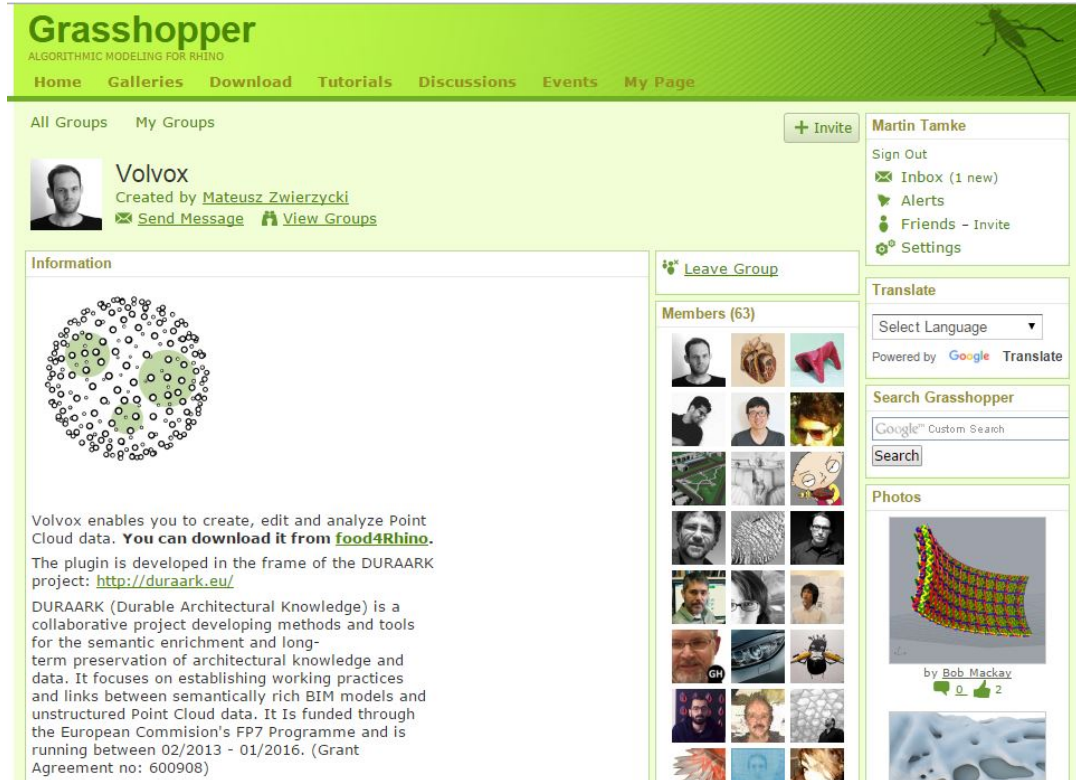 Grasshopper
ALGORITHMIC MODELING FOR RHINO
Home Galleries Download Tutorials Discussions Events My Page
All Groups My Groups
+ Invite
Volvox
Created by Mateusz Zwierzycki
Send Message View Groups
Information
Volvox enables you to create, edit and analyze Point
Cloud data. You can download it from food4Rhino.
The plugin is developed in the frame of the DURAARK
project: http://duraark.eu/
DURAARK (Durable Architectural Knowledge) is a
collaborative project developing methods and tools
for the semantic enrichment and long-
term preservation of architectural knowledge and
data. It focuses on establishing working practices
and links between semantically rich BIM models and
unstructured Point Cloud data. It Is funded through
the European Commision's FP7 Programme and is
running between 02/2013 - 01/2016. (Grant
Agreement no: 600908)
Leave Group
Members (63)
GH
Martin Tamke
Sign Out
Inbox (1 new)
Alerts
Friends - Invite
Settings
Translate
Select Language
Powered by Google Translate
Search Grasshopper
Google™ Custom Search
Search
Photos
by Bob Mackay
0 2